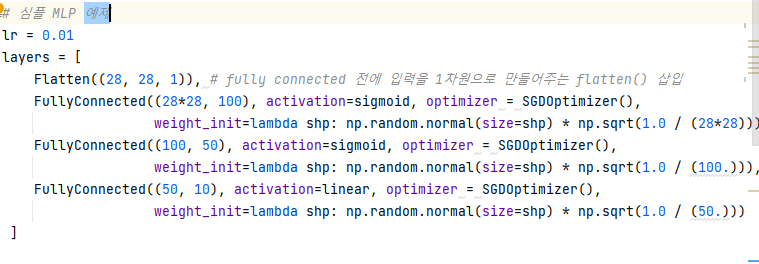 # 심플 MLP 예제
lr = 0.01
layers = [
    Flatten((28, 28, 1)), # fully connected 전에 입력을 1차원으로 만들어주는 flatten() 삽입
    FullyConnected((28*28, 100), activation=sigmoid, optimizer = SGDOptimizer(),
                   weight_init=lambda shp: np.random.normal(size=shp) * np.sqrt(1.0 / (28*28)))
    FullyConnected((100, 50), activation=sigmoid, optimizer = SGDOptimizer(),
                   weight_init=lambda shp: np.random.normal(size=shp) * np.sqrt(1.0 / (100.))),
    FullyConnected((50, 10), activation=linear, optimizer = SGDOptimizer(),
                   weight_init=lambda shp: np.random.normal(size=shp) * np.sqrt(1.0 / (50.)))
 ]